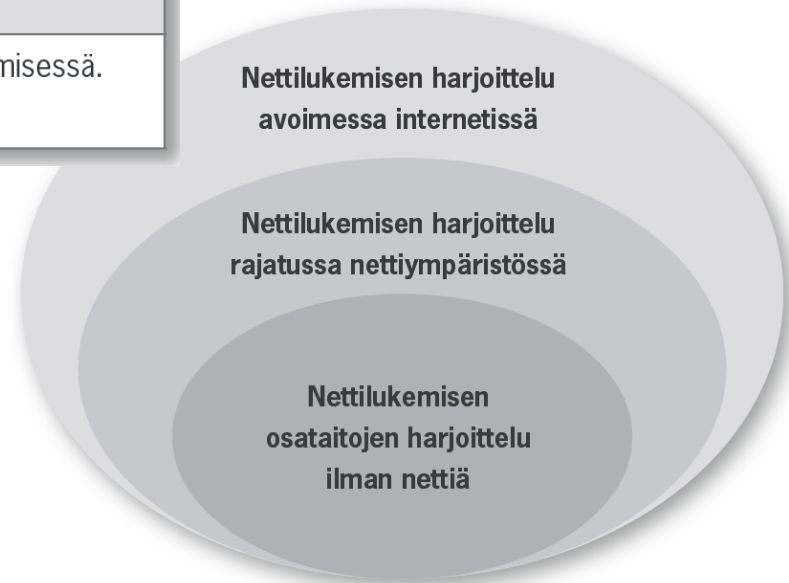 misessä.
Nettilukemisen harjoittelu
avoimessa internetissä
Nettilukemisen harjoittelu
rajatussa nettiympäristössä
Nettilukemisen
osataitojen harjoittelu
ilman nettiä